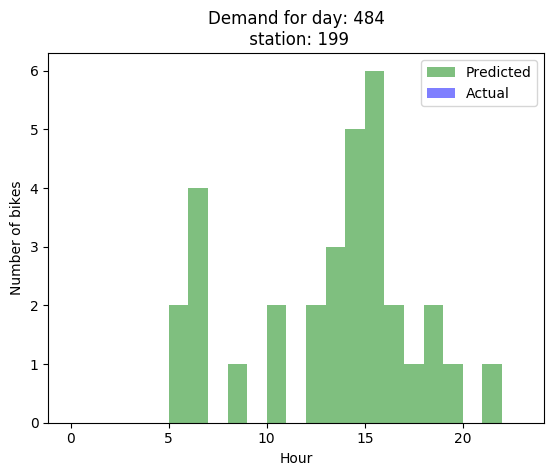 Demand for day: 484
station: 199
Predicted
Actual
Number of bikes
6
5
4
3
2
1
0
0 5 10 15 20
Hour